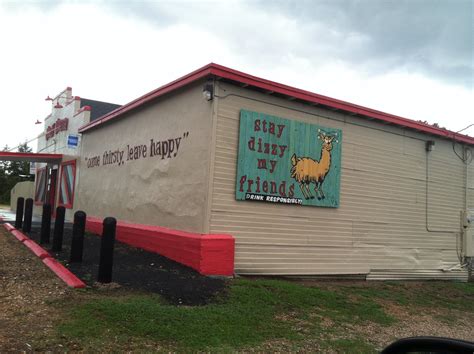 "come thirsty, leave happy"
stay
dizzy
my
friends
DRINK RESPONSIBLY!